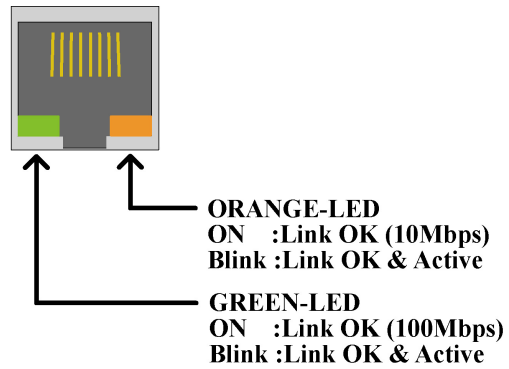 ORANGE-LED
ON :Link OK (10Mbps)
Blink :Link OK & Active
GREEN-LED
ON :Link OK (100Mbps)
Blink :Link OK & Active